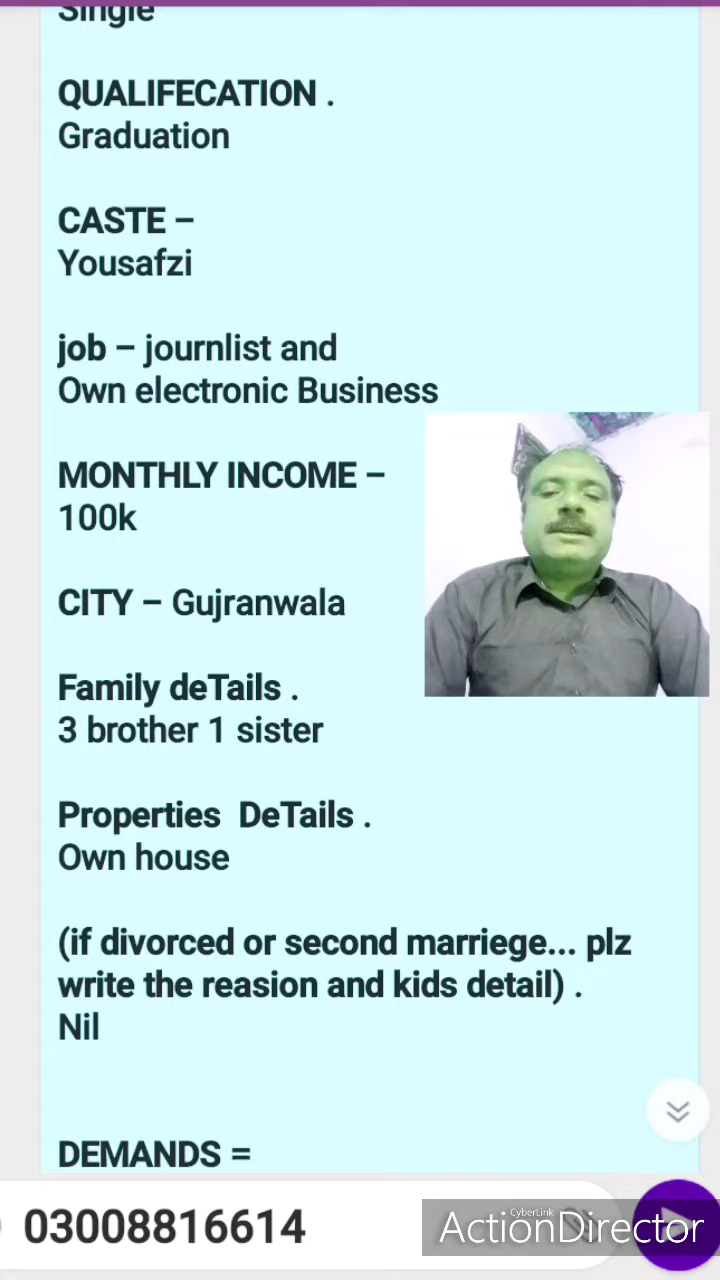 Single
QUALIFECATION .
Graduation
CASTE –
Yousafzi
job – journlist and
Own electronic Business
MONTHLY INCOME –
100k
CITY – Gujranwala
Family deTails .
3 brother 1 sister
Properties DeTails .
Own house
(if divorced or second marriege... plz
write the reasion and kids detail) .
Nil
DEMANDS =
03008816614
CyberLink
ActionDirector